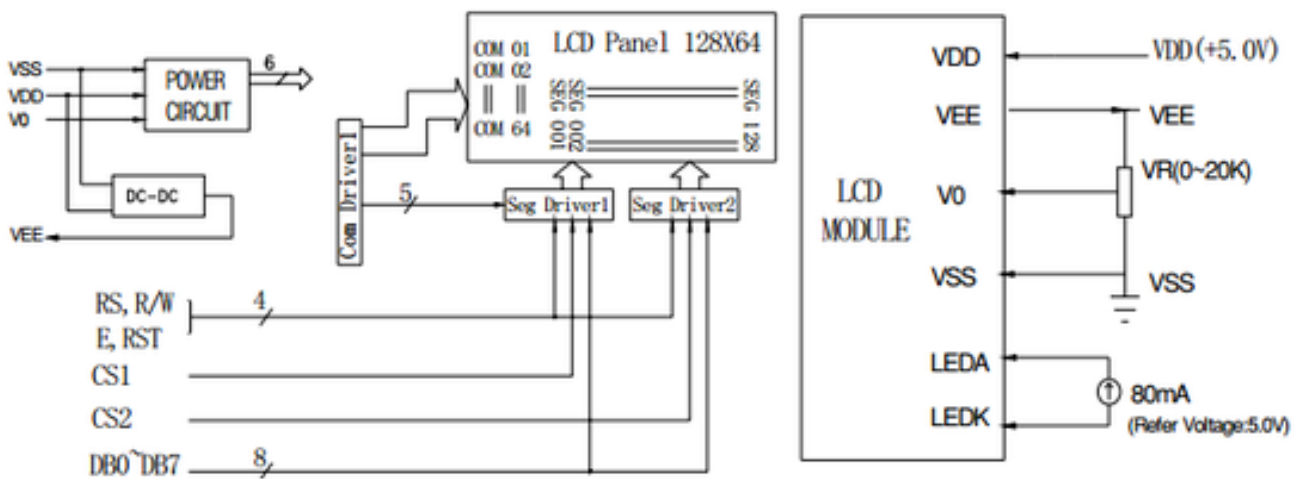 VSS
VDD
V0
POWER
CIRCUIT
6
DC-DC
VEE
Com Driver1
5
COM 01
COM 02
COM 64
LCD Panel 128X64
SEG 001
SEG 002
SEG 128
Seg Driver1
Seg Driver2
RS, R/W
E, RST
4
CS1
CS2
DB0~DB7
8
LCD
MODULE
VDD
VDD(+5.0V)
VEE
VEE
VR(0~20K)
V0
VSS
VSS
LEDA
LEDK
80mA
(Refer Voltage:5.0V)